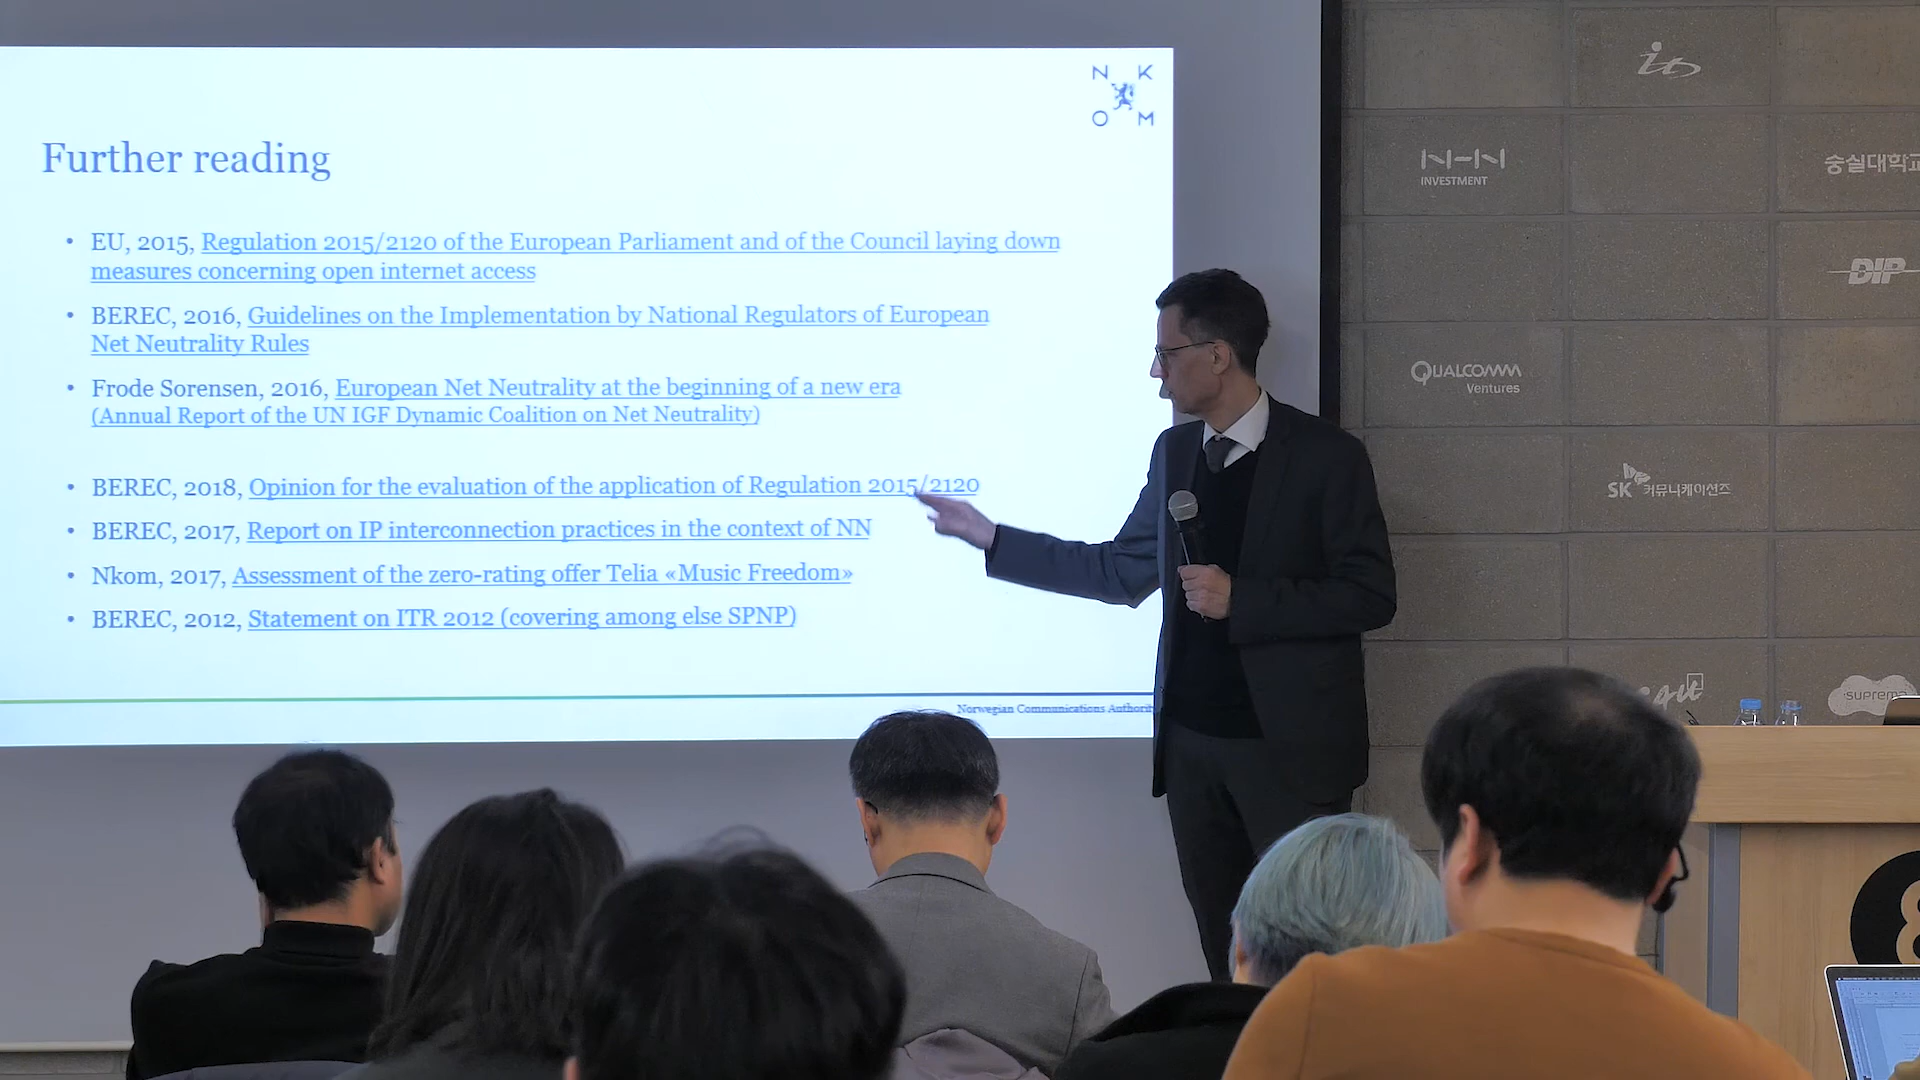 N K
O M
Further reading
• EU, 2015, Regulation 2015/2120 of the European Parliament and of the Council laying down
measures concerning open internet access
• BEREC, 2016, Guidelines on the Implementation by National Regulators of European
Net Neutrality Rules
• Frode Sorensen, 2016, European Net Neutrality at the beginning of a new era
(Annual Report of the UN IGF Dynamic Coalition on Net Neutrality)
• BEREC, 2018, Opinion for the evaluation of the application of Regulation 2015/2120
• BEREC, 2017, Report on IP interconnection practices in the context of NN
• Nkom, 2017, Assessment of the zero-rating offer Telia «Music Freedom»
• BEREC, 2012, Statement on ITR 2012 (covering among else SPNP)
Norwegian Communications
NHN
INVESTMENT
숭실대학교
DIP
QUALCOMM
Ventures
SK 커뮤니케이션즈
suprema